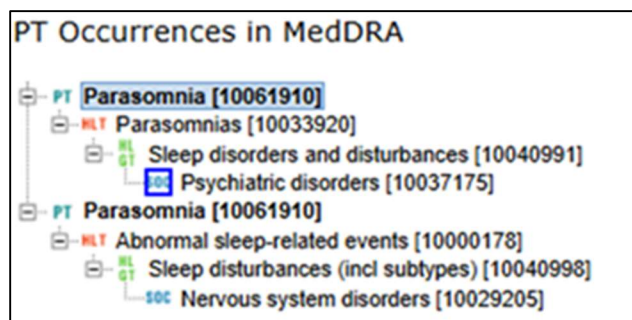 PT Occurrences in MedDRA
PT Parasomnia [10061910]
HLT Parasomnias [10033920]
HLGT Sleep disorders and disturbances [10040991]
SOC Psychiatric disorders [10037175]
PT Parasomnia [10061910]
HLT Abnormal sleep-related events [10000178]
HLGT Sleep disturbances (incl subtypes) [10040998]
SOC Nervous system disorders [10029205]